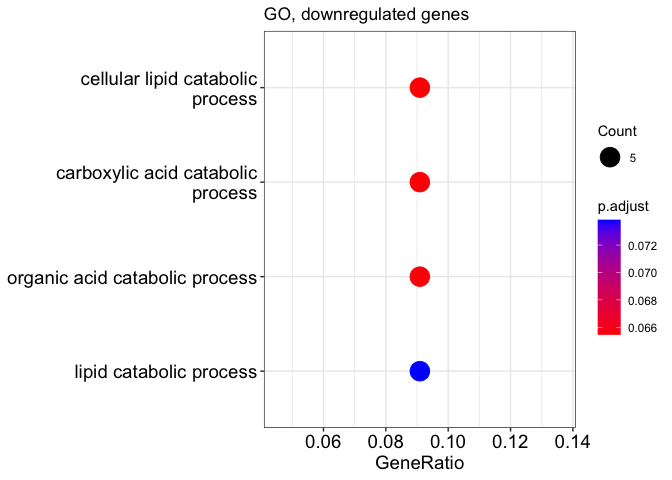 GO, downregulated genes
cellular lipid catabolic
process
carboxylic acid catabolic
process
organic acid catabolic process
lipid catabolic process
0.06 0.08 0.10 0.12 0.14
GeneRatio
Count
5
p.adjust
0.072
0.070
0.068
0.066